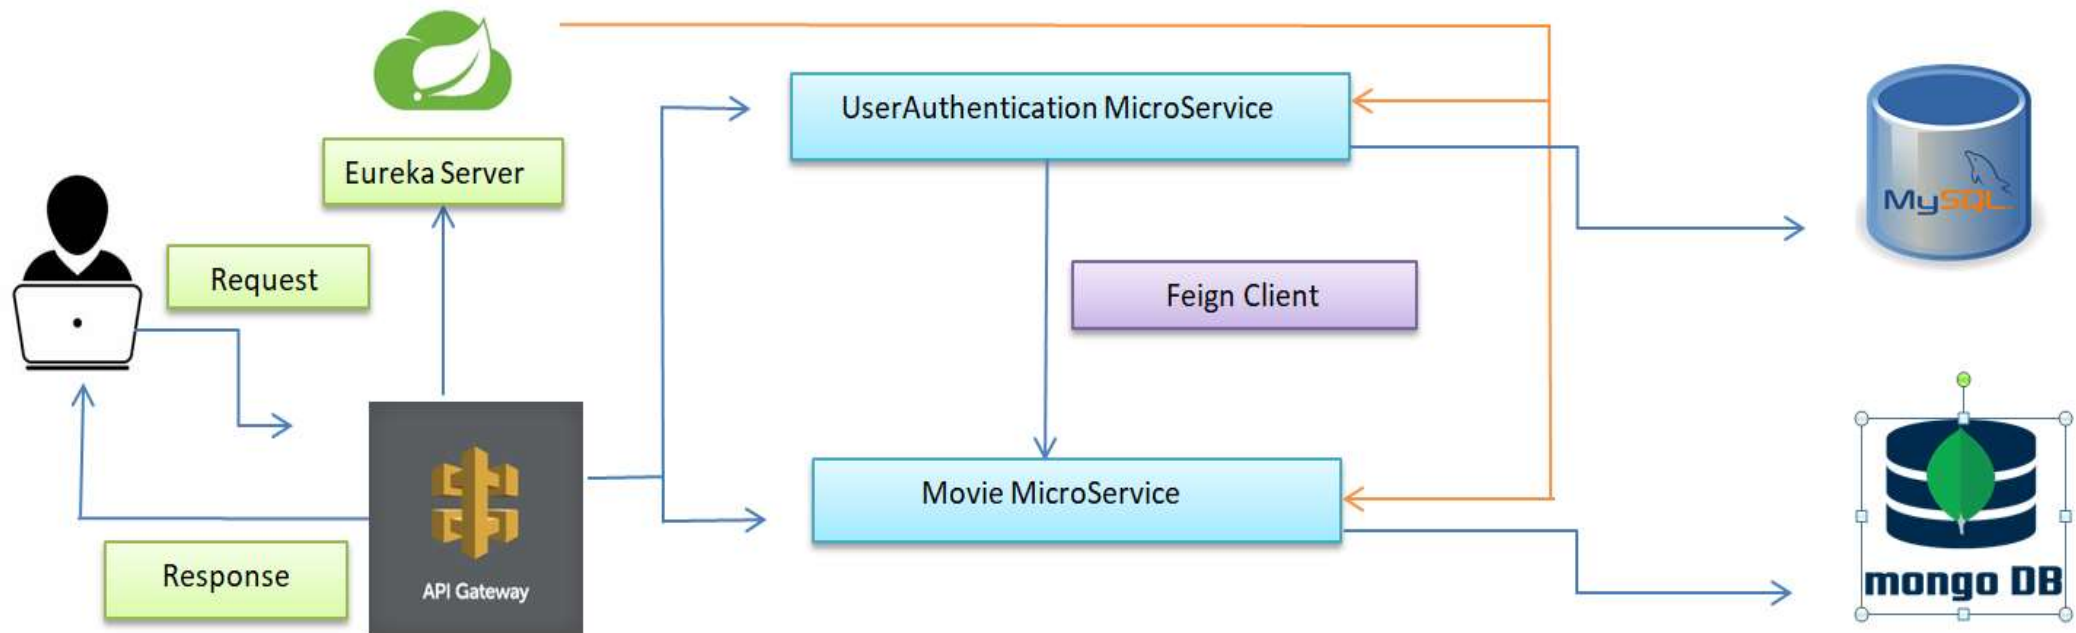 UserAuthentication MicroService
Eureka Server
MySQL
Request
Feign Client
Movie MicroService
Response
API Gateway
mongo DB